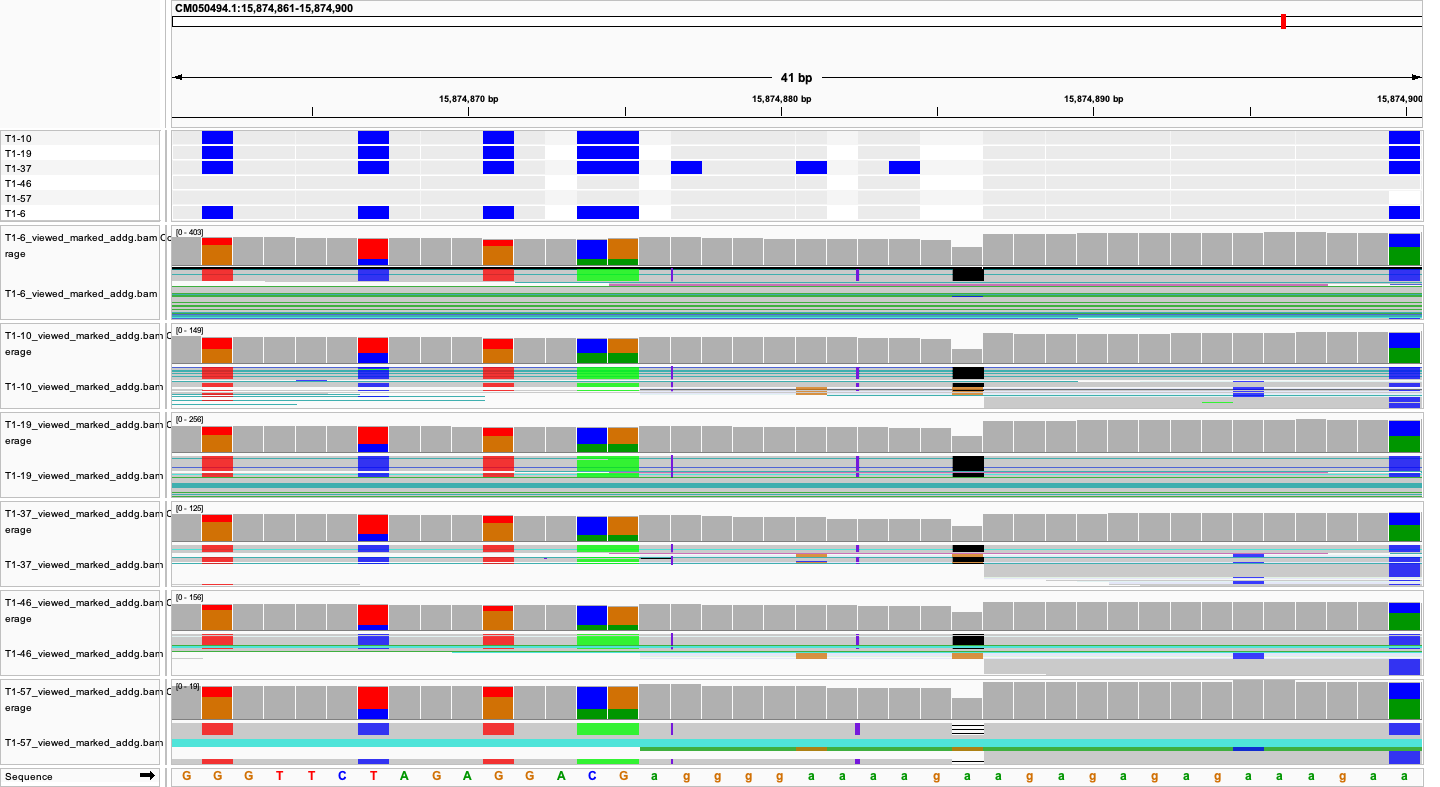 CM050494.1:15,874,861-15,874,900
41 bp
15,874,870 bp 15,874,880 bp 15,874,890 bp 15,874,900
T1-10
T1-19
T1-37
T1-46
T1-57
T1-6
T1-6_viewed_marked_addg.bam Co [0 - 403]
rage
T1-6_viewed_marked_addg.bam
T1-10_viewed_marked_addg.bam C [0 - 149]
erage
T1-10_viewed_marked_addg.bam
T1-19_viewed_marked_addg.bam C [0 - 256]
erage
T1-19_viewed_marked_addg.bam
T1-37_viewed_marked_addg.bam C [0 - 125]
erage
T1-37_viewed_marked_addg.bam
T1-46_viewed_marked_addg.bam C [0 - 156]
erage
T1-46_viewed_marked_addg.bam
T1-57_viewed_marked_addg.bam C [0 - 19]
erage
T1-57_viewed_marked_addg.bam
Sequence G G G T T C T A G A G G A C G a g g g g a a a a g a a g a g a g a g a a a g a a